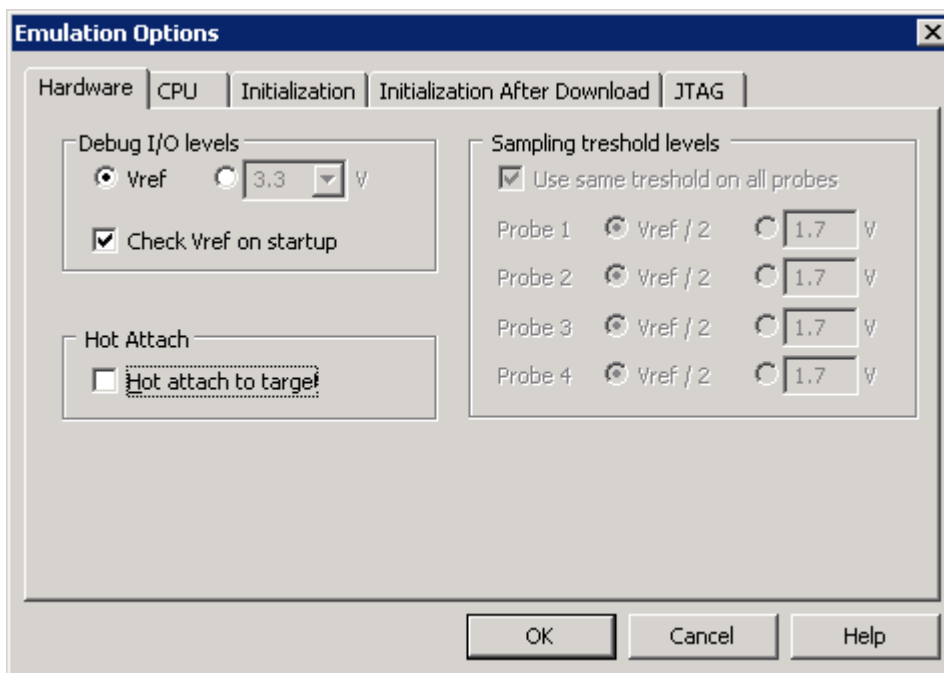 Emulation Options
Hardware CPU Initialization Initialization After Download JTAG
Debug I/O levels
Vref 3.3 V
Check Vref on startup
Hot Attach
Hot attach to target
Sampling treshold levels
Use same treshold on all probes
Probe 1 Vref / 2 1.7 V
Probe 2 Vref / 2 1.7 V
Probe 3 Vref / 2 1.7 V
Probe 4 Vref / 2 1.7 V
OK Cancel Help